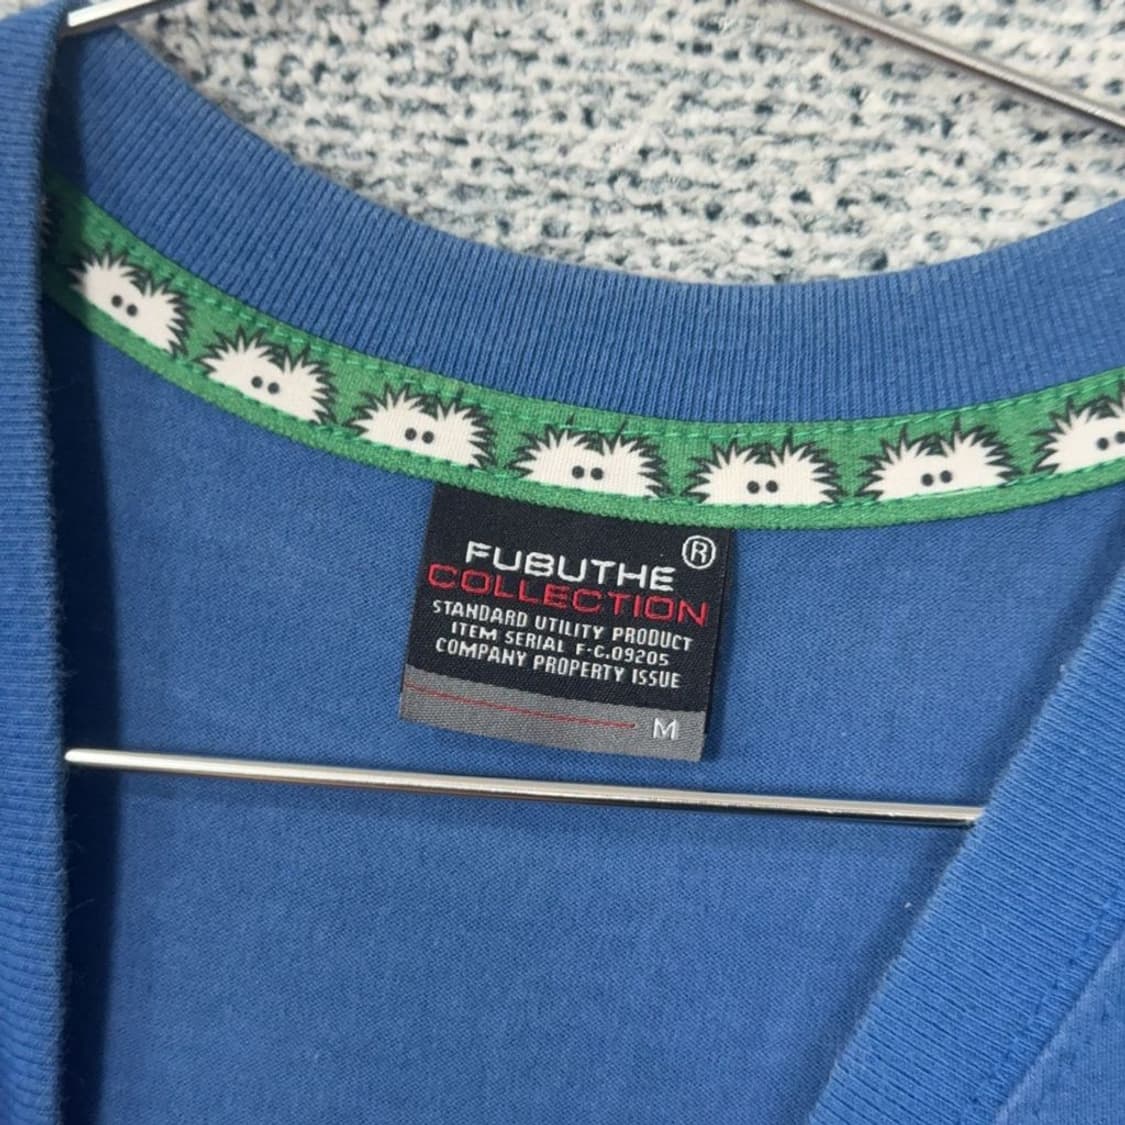 FUBUTHE ®
COLLECTION
STANDARD UTILITY PRODUCT
ITEM SERIAL F-C.09205
COMPANY PROPERTY ISSUE
M